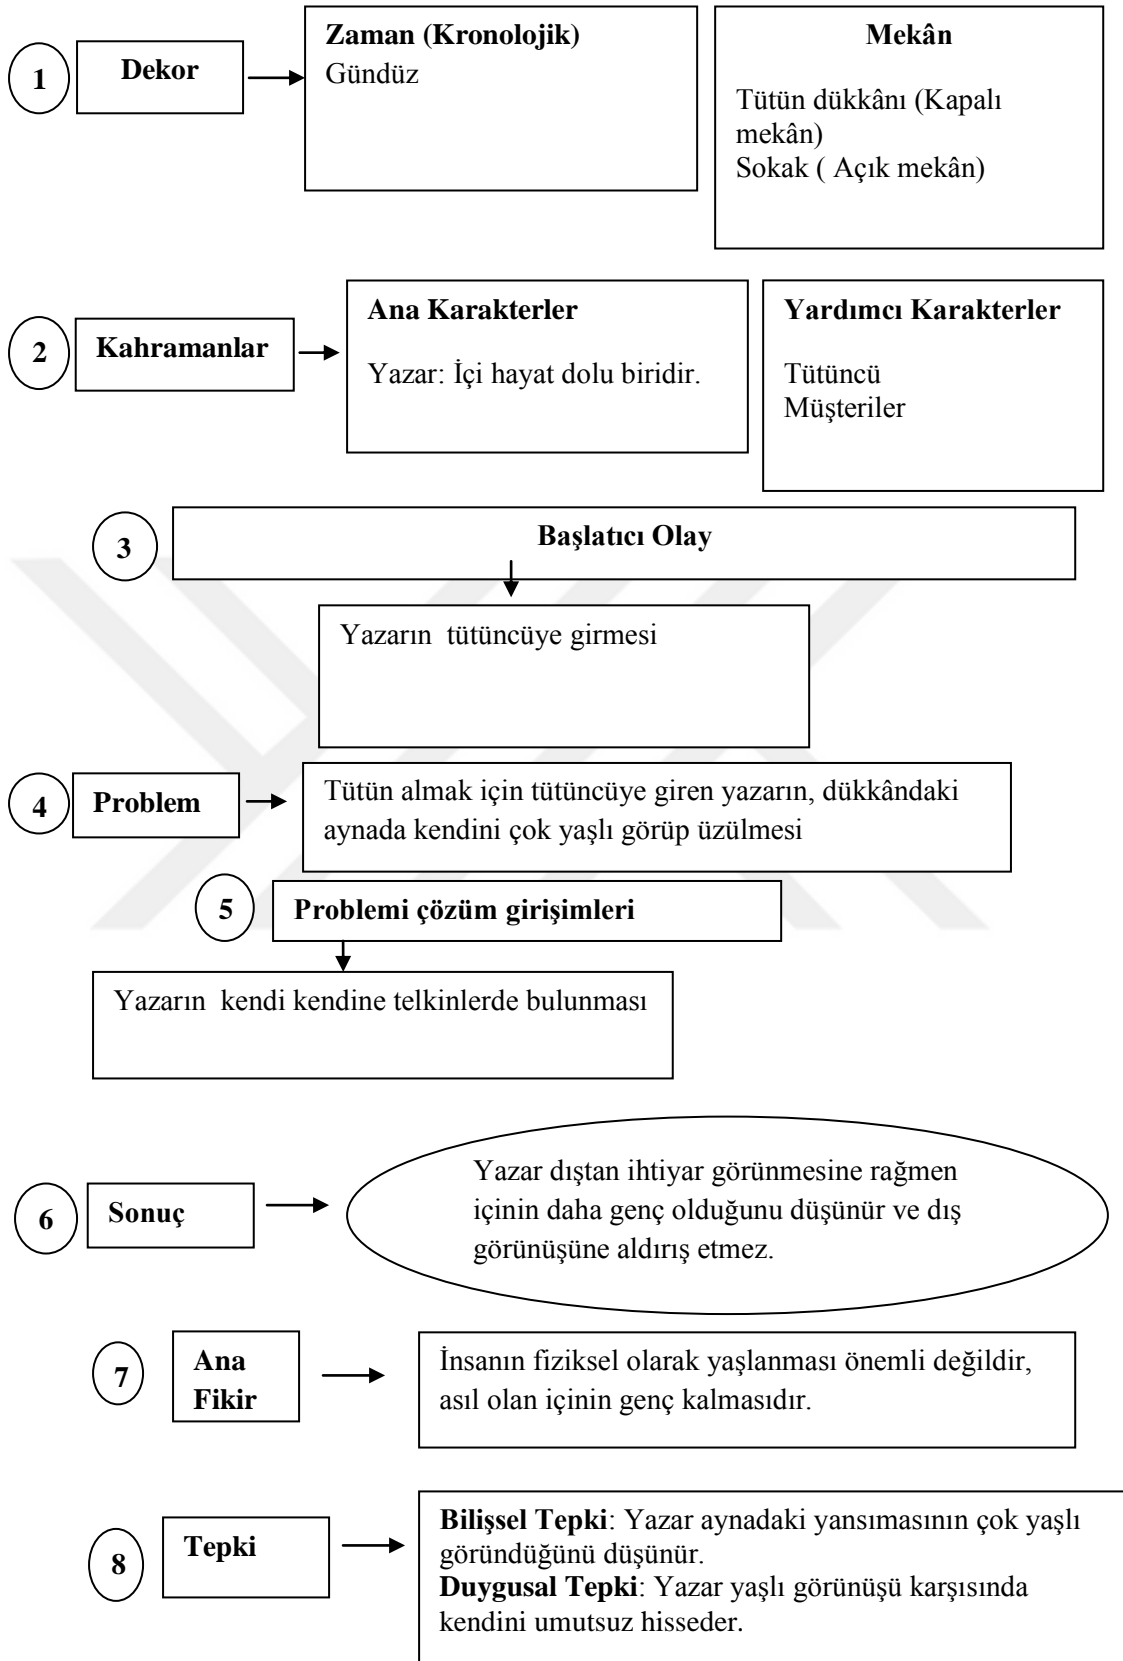 1
Dekor
Zaman (Kronolojik)
Gündüz
Mekân
Tütün dükkânı (Kapalı
mekân)
Sokak ( Açık mekân)
2
Kahramanlar
Ana Karakterler
Yazar: İçi hayat dolu biridir.
Yardımcı Karakterler
Tütüncü
Müşteriler
3
Başlatıcı Olay
Yazarın  tütüncüye girmesi
4
Problem
Tütün almak için tütüncüye giren yazarın, dükkândaki
aynada kendini çok yaşlı görüp üzülmesi
5
Problemi çözüm girişimleri
Yazarın  kendi kendine telkinlerde bulunması
6
Sonuç
Yazar dıştan ihtiyar görünmesine rağmen
içinin daha genç olduğunu düşünür ve dış
görünüşüne aldırış etmez.
7
Ana
Fikir
İnsanın fiziksel olarak yaşlanması önemli değildir,
asıl olan içinin genç kalmasıdır.
8
Tepki
Bilişsel Tepki: Yazar aynadaki yansımasının çok yaşlı
göründüğünü düşünür.
Duygusal Tepki: Yazar yaşlı görünüşü karşısında
kendini umutsuz hisseder.